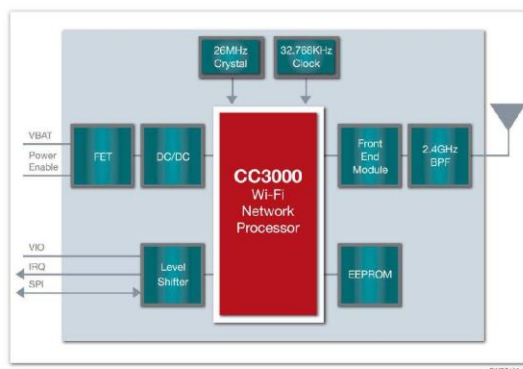 26MHz
Crystal
32.768KHz
Clock
VBAT
Power
Enable
FET
DC/DC
CC3000
Wi-Fi
Network
Processor
Front
End
Module
2.4GHz
BPF
VIO
IRQ
SPI
Level
Shifter
EEPROM